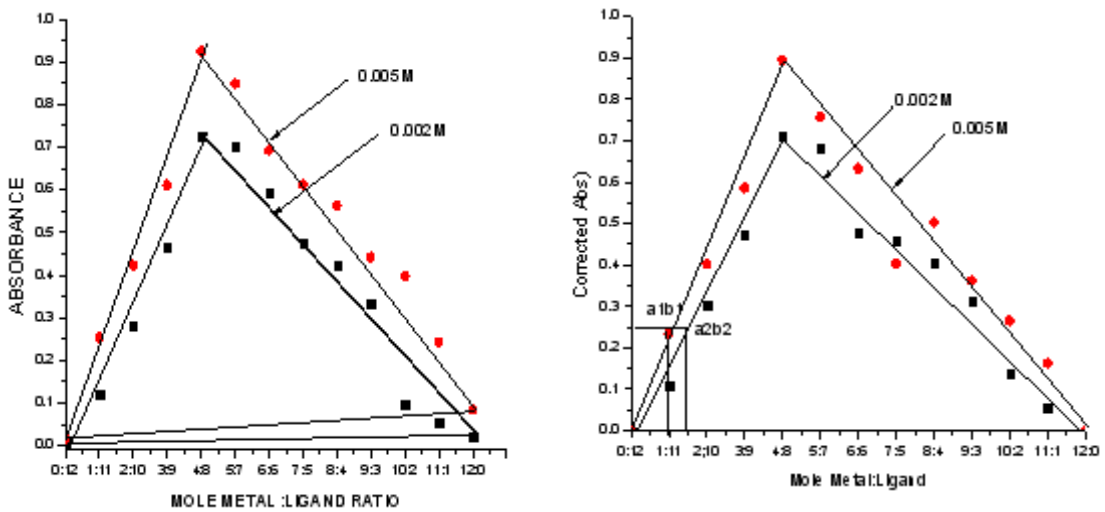 1.0
0.9
0.8
0.7
0.6
0.5
0.4
0.3
0.2
0.1
0.0
ABSORBANCE
0.005M
0.002M
0:12 1:11 2;10 3:9 4:8 5:7 6:5 7:5 8:4 9:3 10:2 11:1 12:0
MOLE METAL :LIGAND RATIO
1.0
0.9
0.8
0.7
0.6
0.5
0.4
0.3
0.2
0.1
0.0
Corrected Abs)
0.002M
0.005M
a1b1
a2b2
0:12 1:11 2;10 3:9 4:8 5:7 6:5 7:5 8:4 9:3 10:2 11:1 12:0
Mole Metal:Ligand